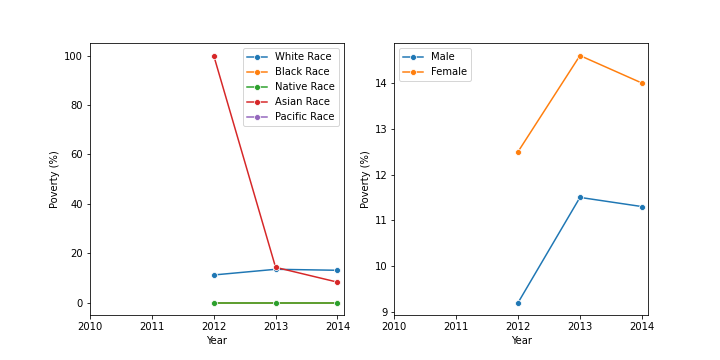 Poverty (%)
100
80
60
40
20
0
2010 2011 2012 2013 2014
Year
White Race
Black Race
Native Race
Asian Race
Pacific Race
Poverty (%)
14
13
12
11
10
9
2010 2011 2012 2013 2014
Year
Male
Female